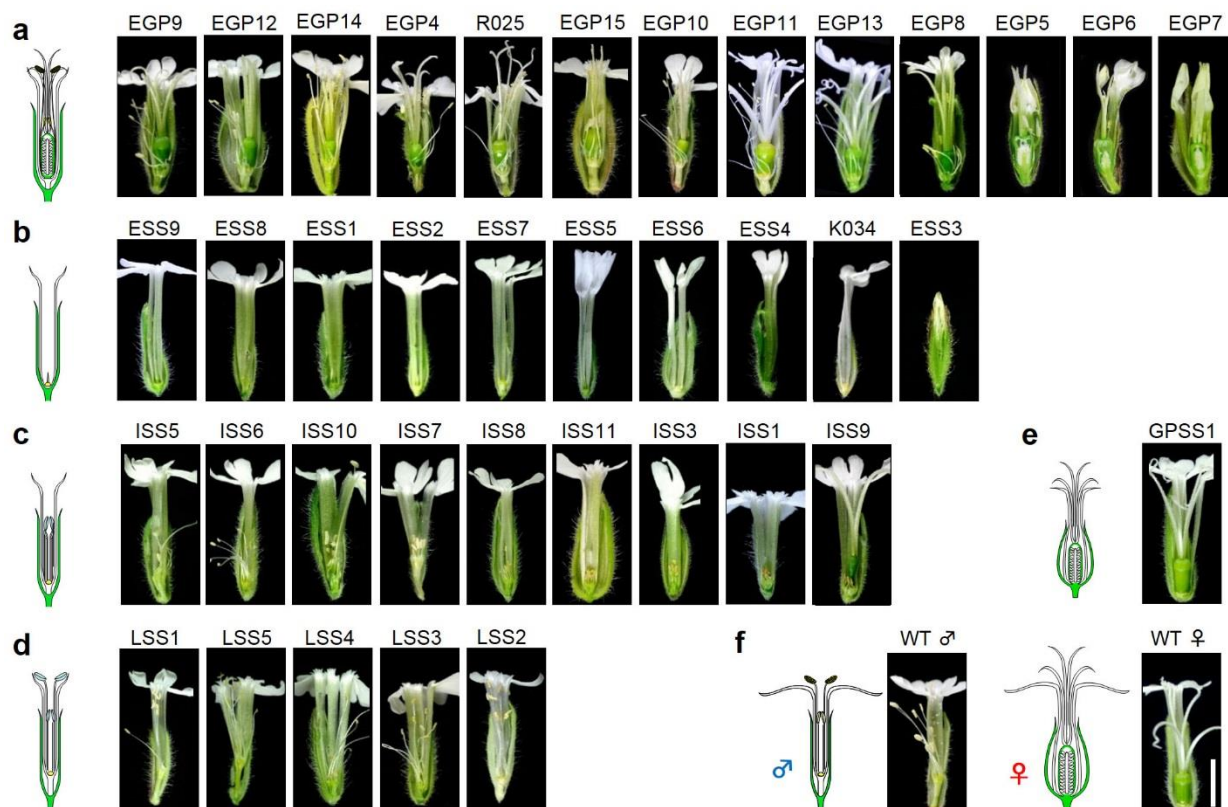 a
EGP9 EGP12 EGP14 EGP4 R025 EGP15 EGP10 EGP11 EGP13 EGP8 EGP5 EGP6 EGP7
b
ESS9 ESS8 ESS1 ESS2 ESS7 ESS5 ESS6 ESS4 K034 ESS3
c
ISS5 ISS6 ISS10 ISS7 ISS8 ISS11 ISS3 ISS1 ISS9
e
GPSS1
d
LSS1 LSS5 LSS4 LSS3 LSS2
f
WT ♂ WT ♀
♂ ♀